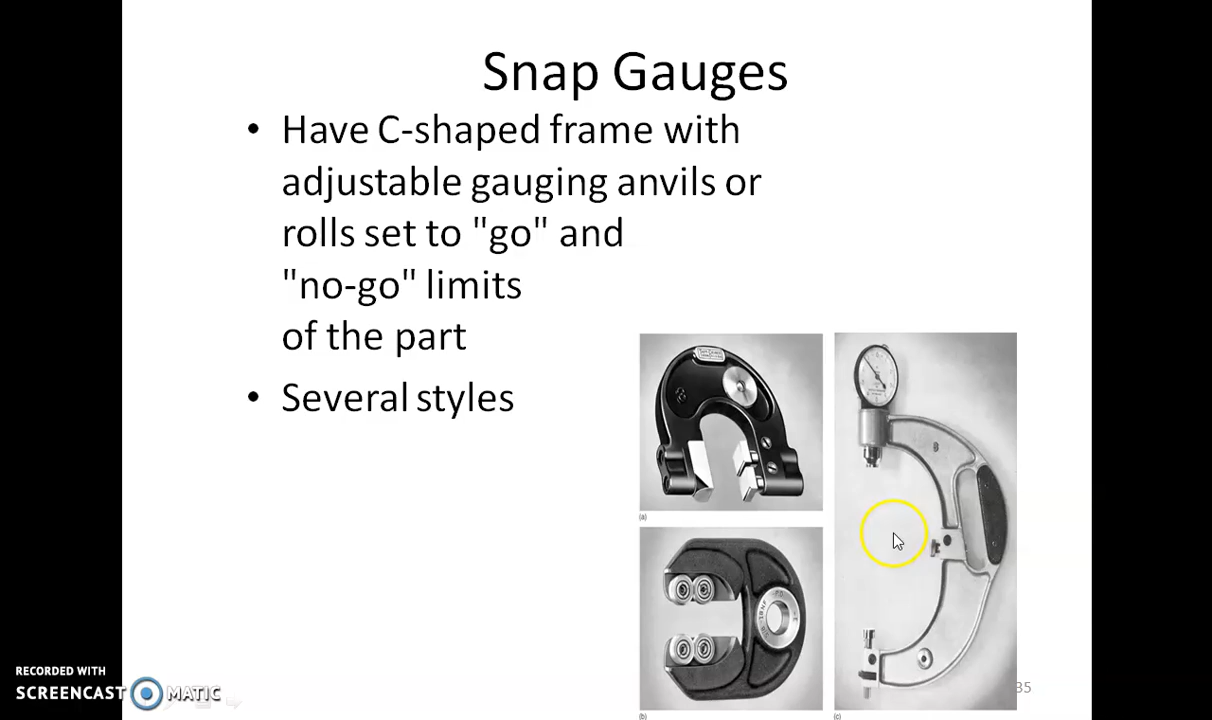 Snap Gauges
• Have C-shaped frame with
adjustable gauging anvils or
rolls set to "go" and
"no-go" limits
of the part
• Several styles
(a)
(b)
(c)
35
RECORDED WITH
SCREENCAST MATIC